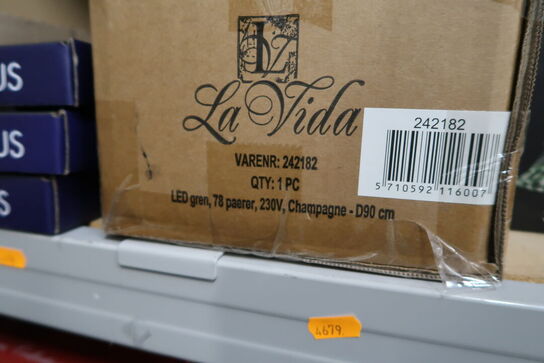 US
US
US
LV
La Vida
VARENR: 242182
QTY: 1 PC
LED gren, 78 paerer, 230V, Champagne - D90 cm
242182
5 710592 116007
4679